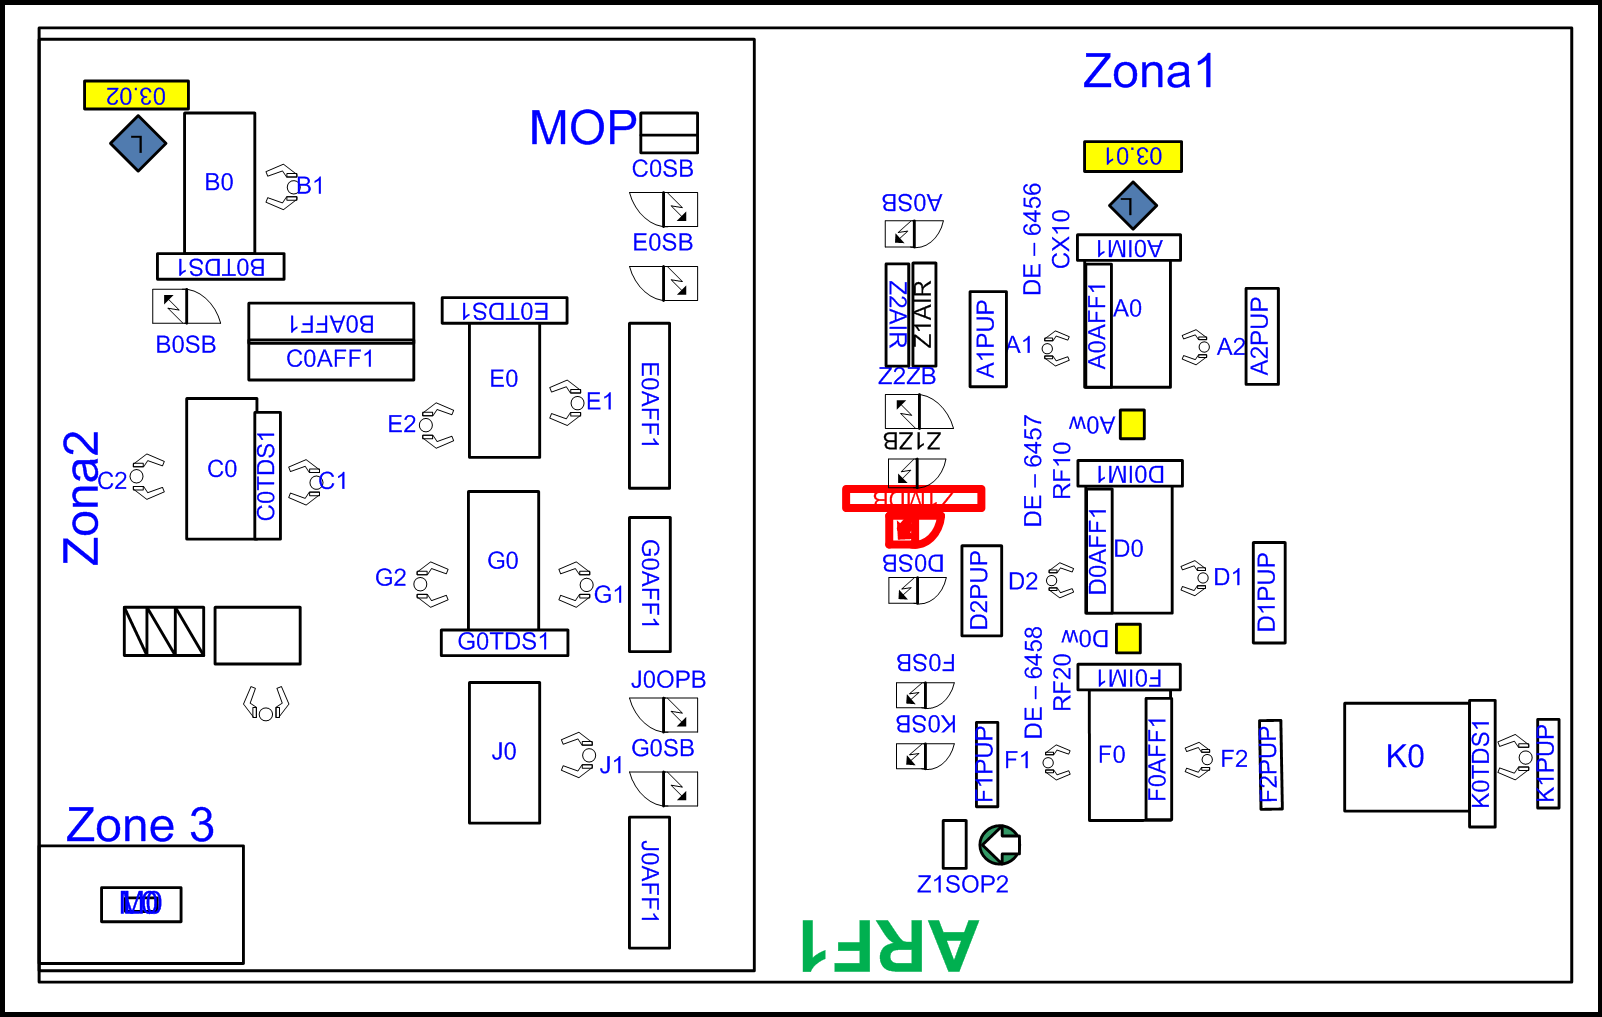 Zona1
03.02
MOP
C0SB
03.01
B0
B1
A0SB
DE – 6456
CX10
E0SB
A0IM1
B0TDS1
E0TDS1
B0SB
B0AFF1
C0AFF1
Z2AIR
Z1AIR
A1PUP
A1
A0AFF1
A0
A2
A2PUP
E0
E1
E2
E0AFF1
Z2ZB
Z1ZB
A0w
Zona2
C2
C0
C0TDS1
C1
DE – 6457
RF10
D0IM1
Z1MIDB
G0
G2
G1
G0AFF1
D0SB
D2PUP
D2
D0AFF1
D0
D1
D1PUP
G0TDS1
D0w
J0OPB
F0SB
DE – 6458
RF20
F0IM1
K0SB
G0SB
J0
J1
F1PUP
F1
F0
F0AFF1
F2
F2PUP
K0
K0TDS1
K1PUP
Zone 3
J0AFF1
Z1SOP2
ARF1